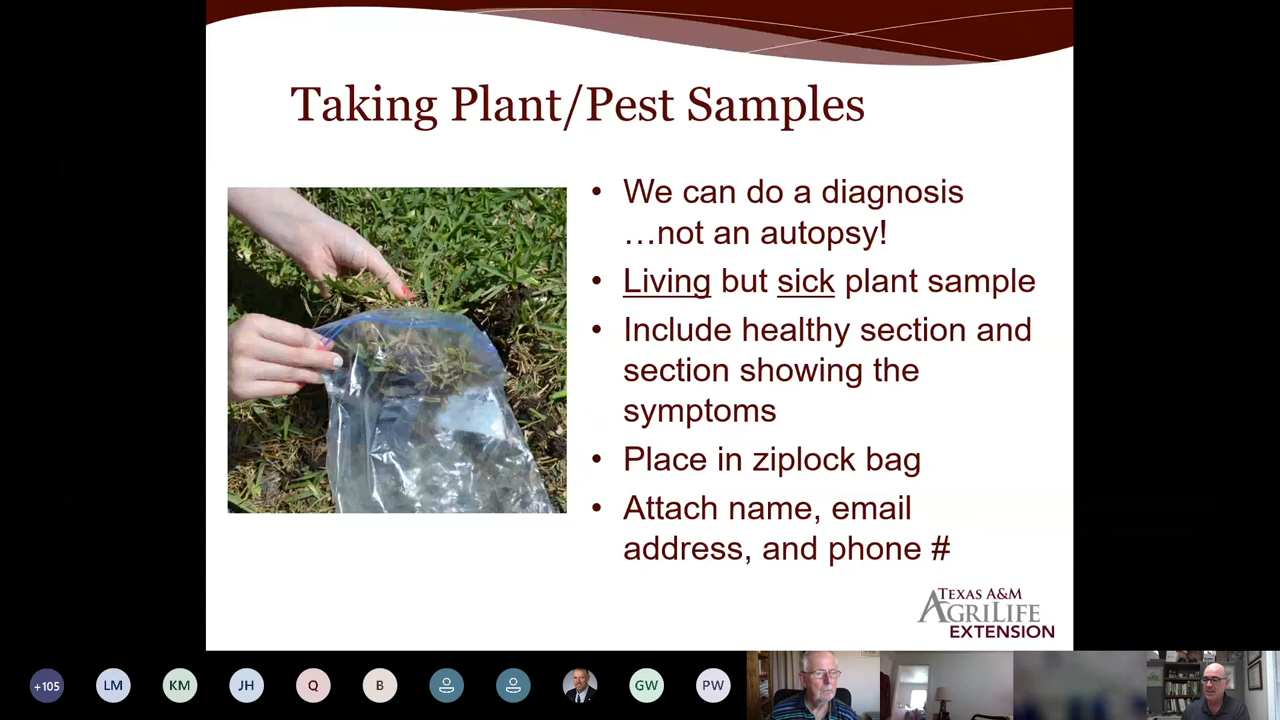 Taking Plant/Pest Samples
• We can do a diagnosis
…not an autopsy!
• Living but sick plant sample
• Include healthy section and
section showing the
symptoms
• Place in ziplock bag
• Attach name, email
address, and phone #
TEXAS A&M
AGRILIFE
EXTENSION
+105
LM
KM
JH
Q
B
GW
PW